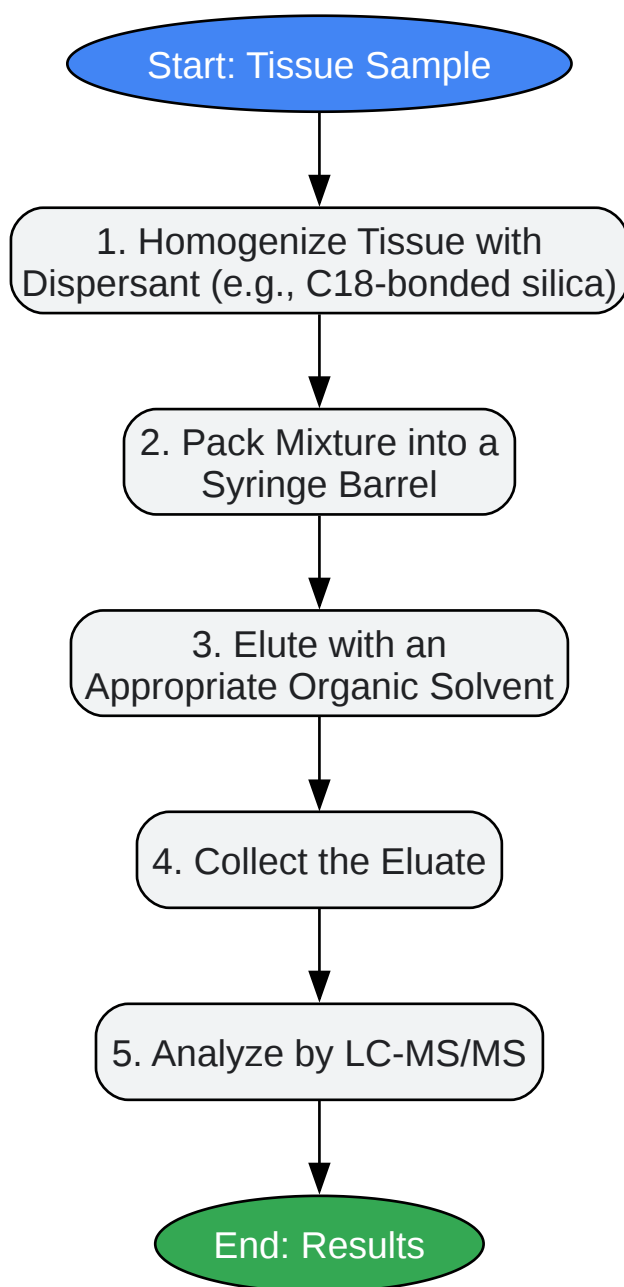 Start: Tissue Sample
1. Homogenize Tissue with
Dispersant (e.g., C18-bonded silica)
2. Pack Mixture into a
Syringe Barrel
3. Elute with an
Appropriate Organic Solvent
4. Collect the Eluate
5. Analyze by LC-MS/MS
End: Results